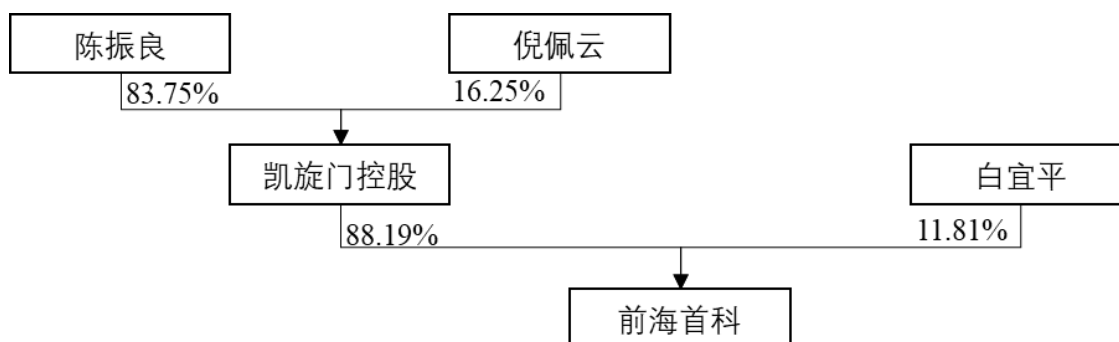 陈振良
倪佩云
83.75%
16.25%
凯旋门控股
白宜平
88.19%
11.81%
前海首科